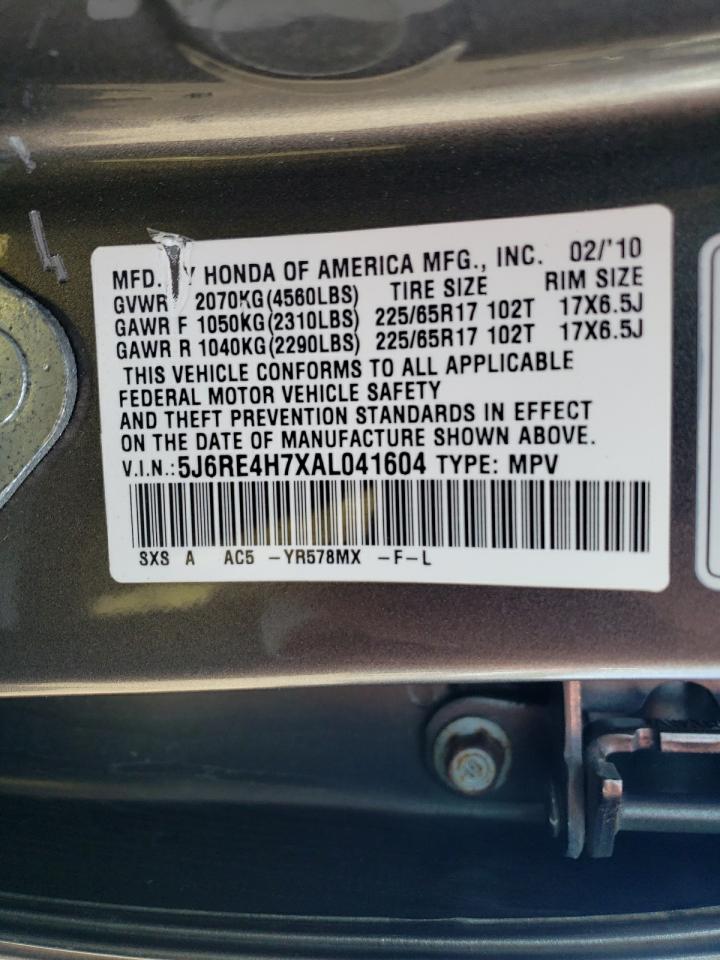 MFD. Y HONDA OF AMERICA MFG., INC. 02/'10
GVWR 2070KG(4560LBS) TIRE SIZE RIM SIZE
GAWR F 1050KG(2310LBS) 225/65R17 102T 17X6.5J
GAWR R 1040KG(2290LBS) 225/65R17 102T 17X6.5J
THIS VEHICLE CONFORMS TO ALL APPLICABLE
FEDERAL MOTOR VEHICLE SAFETY
AND THEFT PREVENTION STANDARDS IN EFFECT
ON THE DATE OF MANUFACTURE SHOWN ABOVE.
V.I.N.:5J6RE4H7XAL041604 TYPE: MPV
SXS A AC5 -YR578MX -F-L